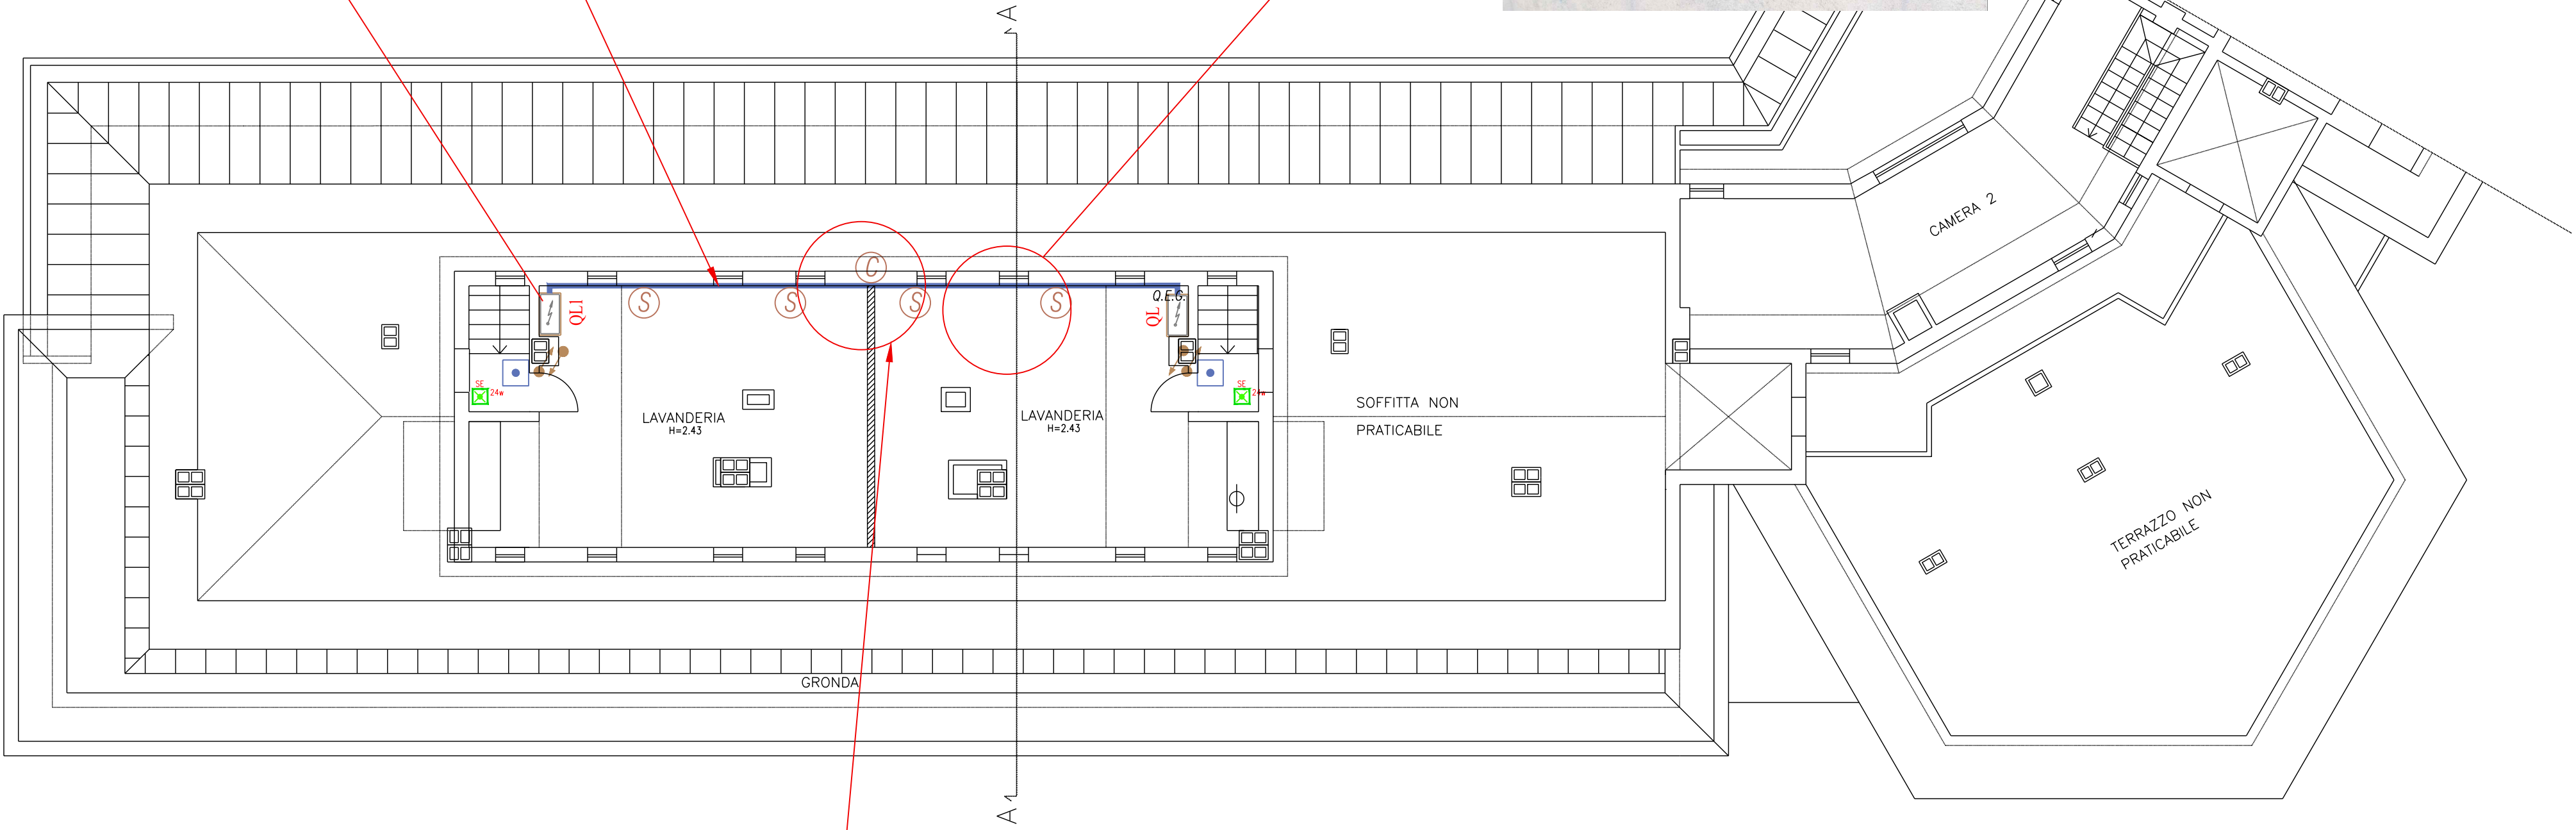 A
CAMERA 2
C
Q.E.G.
S
S
S
S
QL1
QL
SE
24w
SE
24w
LAVANDERIA
H=2.43
LAVANDERIA
H=2.43
SOFFITTA NON
PRATICABILE
TERRAZZO NON
PRATICABILE
GRONDA
A